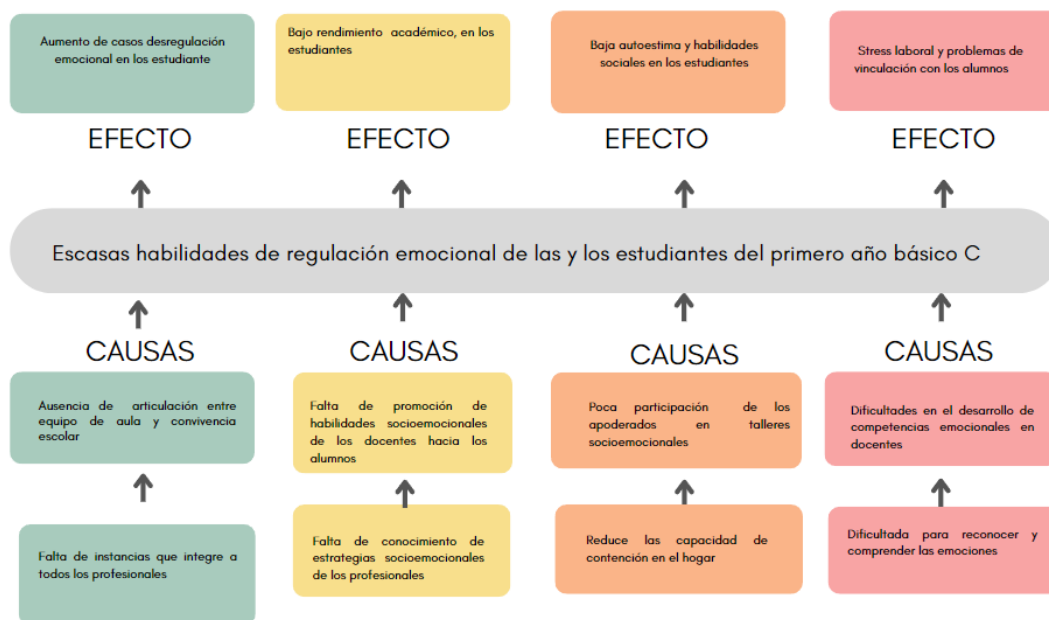 Aumento de casos desregulación
emocional en los estudiante
Bajo rendimiento académico, en los
estudiantes
Baja autoestima y habilidades
sociales en los estudiantes
Stress laboral y problemas de
vinculación con los alumnos
EFECTO
EFECTO
EFECTO
EFECTO
Escasas habilidades de regulación emocional de las y los estudiantes del primero año básico C
CAUSAS
CAUSAS
CAUSAS
CAUSAS
Ausencia de articulación entre
equipo de aula y convivencia
escolar
Falta de promoción de
habilidades socioemocionales
de los docentes hacia los
alumnos
Poca participación de los
apoderados en talleres
socioemocionales
Dificultades en el desarrollo de
competencias emocionales en
docentes
Falta de instancias que integre a
todos los profesionales
Falta de conocimiento de
estrategias socioemocionales
de los profesionales
Reduce las capacidad de
contención en el hogar
Dificultada para reconocer y
comprender las emociones